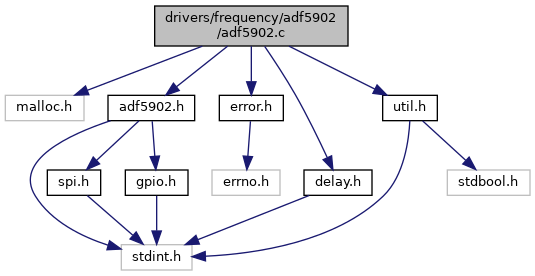 drivers/frequency/adf5902
/adf5902.c
malloc.h
adf5902.h
error.h
util.h
spi.h
gpio.h
errno.h
delay.h
stdbool.h
stdint.h